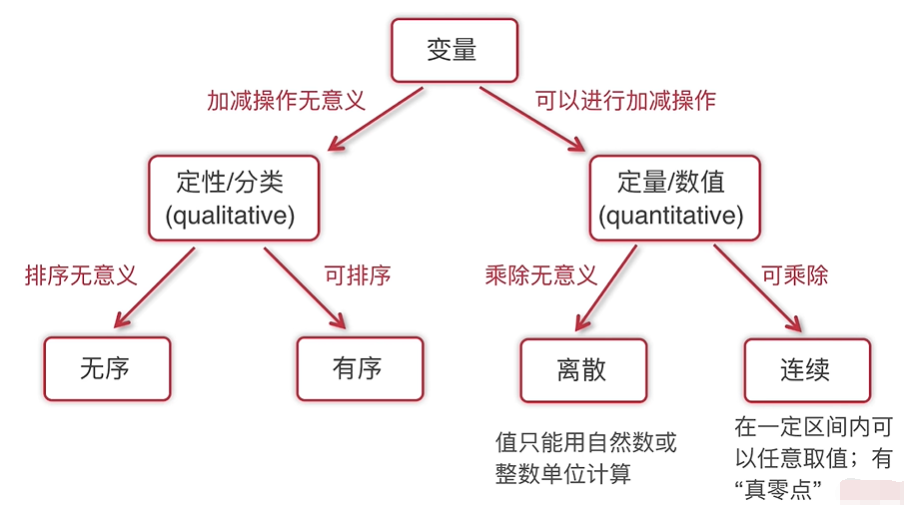 变量
加减操作无意义
可以进行加减操作
定性/分类
(qualitative)
定量/数值
(quantitative)
排序无意义
可排序
乘除无意义
可乘除
无序
有序
离散
连续
值只能用自然数或
整数单位计算
在一定区间内可
以任意取值；有
“真零点”